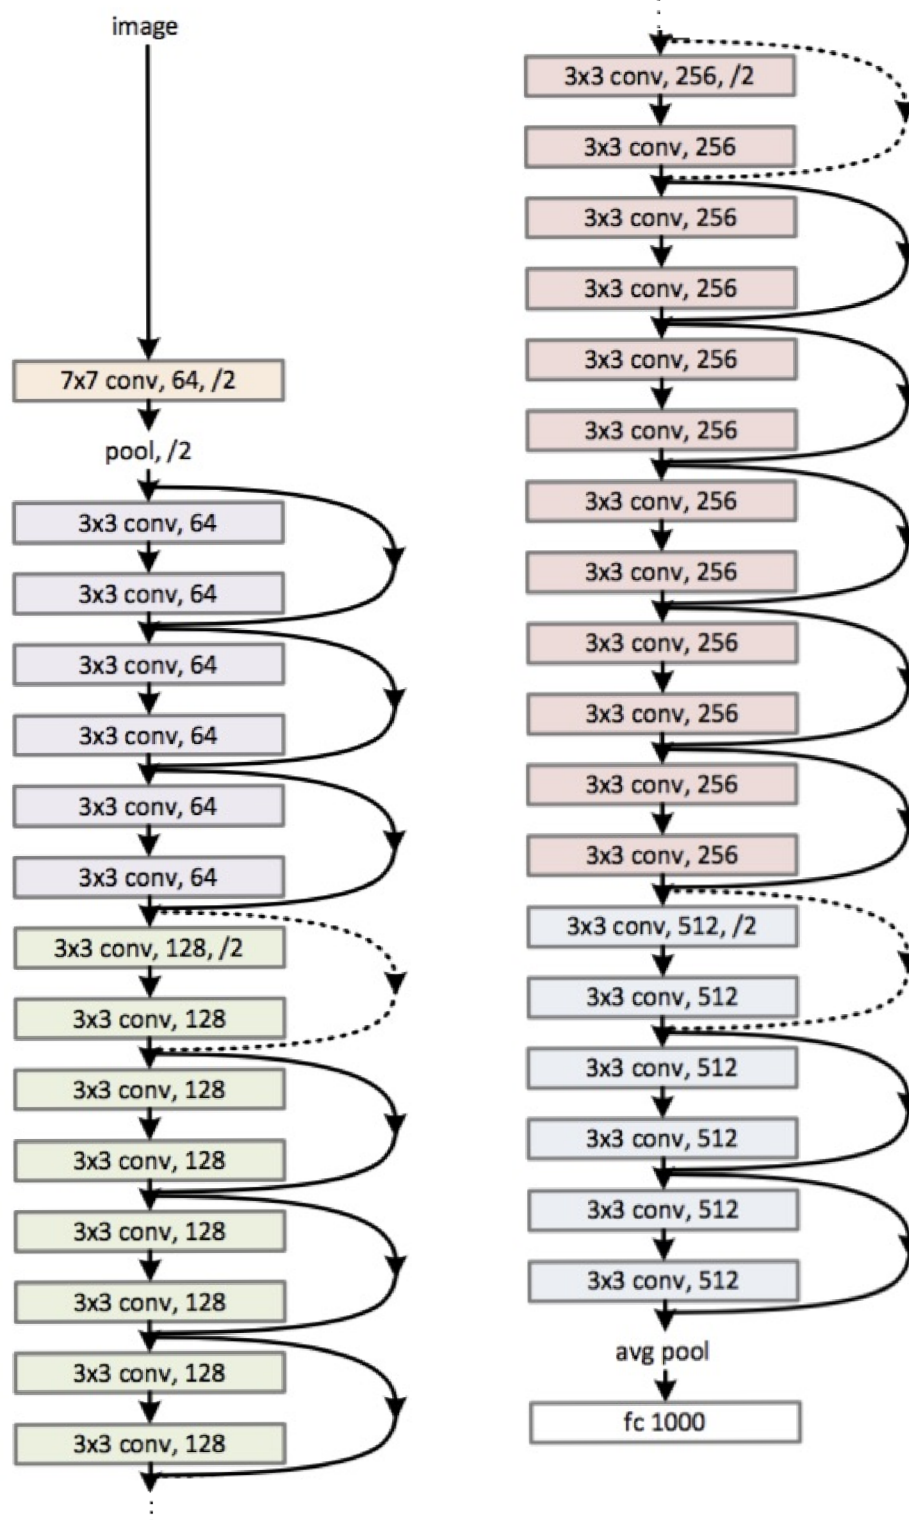 image
7x7 conv, 64, /2
pool, /2
3x3 conv, 64
3x3 conv, 64
3x3 conv, 64
3x3 conv, 64
3x3 conv, 64
3x3 conv, 64
3x3 conv, 128, /2
3x3 conv, 128
3x3 conv, 128
3x3 conv, 128
3x3 conv, 128
3x3 conv, 128
3x3 conv, 128
3x3 conv, 128
3x3 conv, 256, /2
3x3 conv, 256
3x3 conv, 256
3x3 conv, 256
3x3 conv, 256
3x3 conv, 256
3x3 conv, 256
3x3 conv, 256
3x3 conv, 256
3x3 conv, 256
3x3 conv, 256
3x3 conv, 256
3x3 conv, 512, /2
3x3 conv, 512
3x3 conv, 512
3x3 conv, 512
3x3 conv, 512
3x3 conv, 512
avg pool
fc 1000